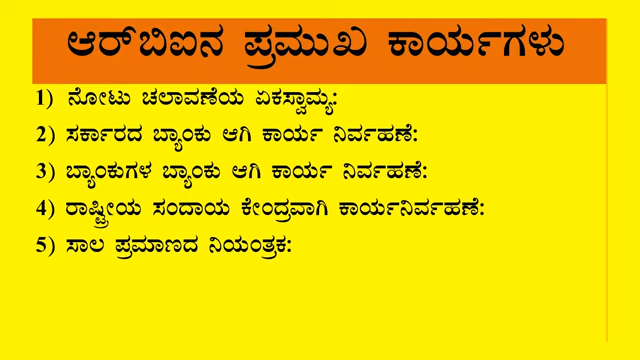 ಆರ್‌ಬಿಐನ ಪ್ರಮುಖ ಕಾರ್ಯಗಳು
1) ನೋಟು ಚಲಾವಣೆಯ ಏಕಸ್ವಾಮ್ಯ:
2) ಸರ್ಕಾರದ ಬ್ಯಾಂಕು ಆಗಿ ಕಾರ್ಯ ನಿರ್ವಹಣೆ:
3) ಬ್ಯಾಂಕುಗಳ ಬ್ಯಾಂಕು ಆಗಿ ಕಾರ್ಯ ನಿರ್ವಹಣೆ:
4) ರಾಷ್ಟ್ರೀಯ ಸಂದಾಯ ಕೇಂದ್ರವಾಗಿ ಕಾರ್ಯನಿರ್ವಹಣೆ:
5) ಸಾಲ ಪ್ರಮಾಣದ ನಿಯಂತ್ರಕ: